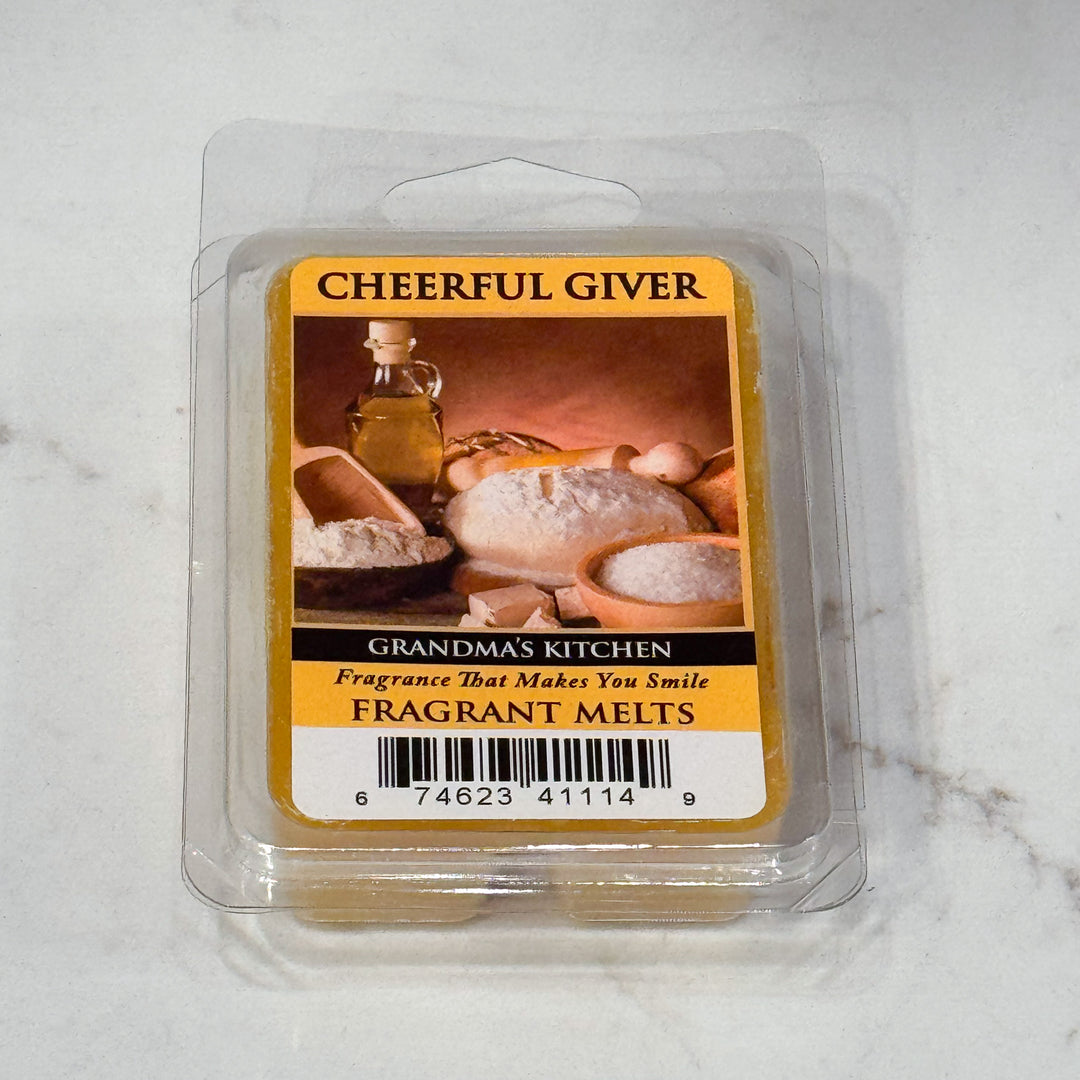 CHEERFUL GIVER
GRANDMA'S KITCHEN
Fragrance That Makes You Smile
FRAGRANT MELTS
6 74623 41114 9